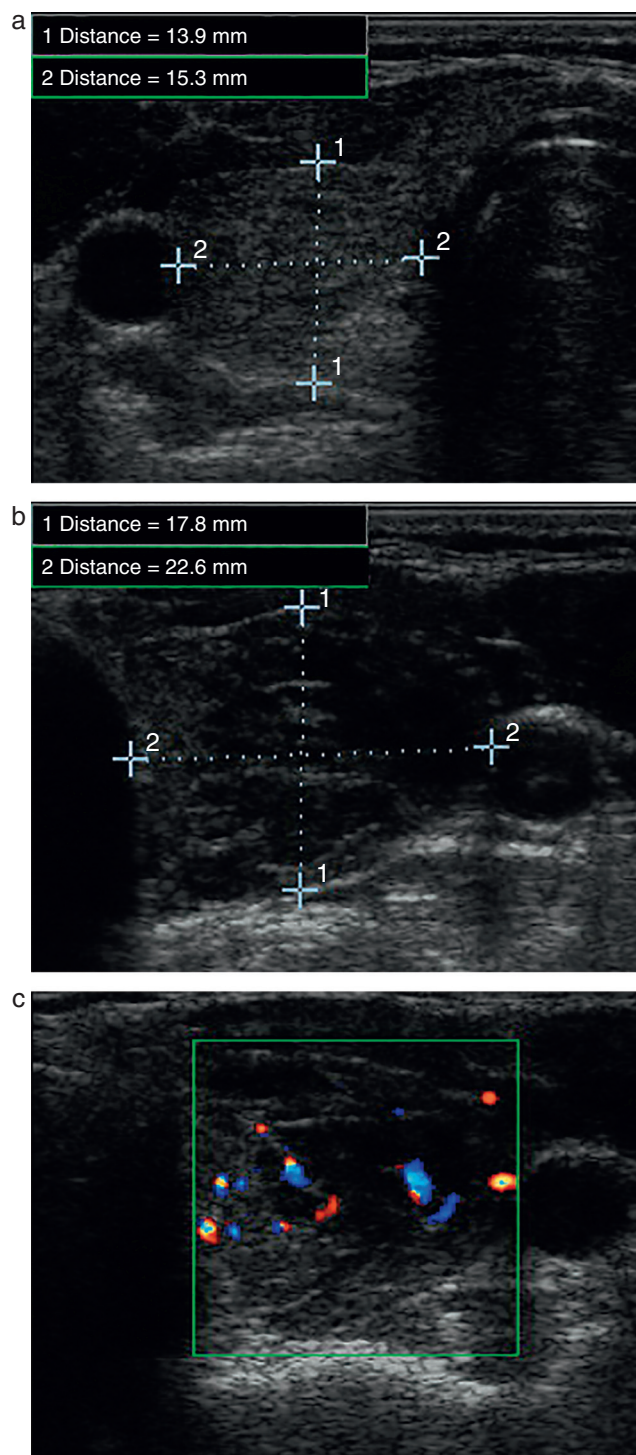 a
1 Distance = 13.9 mm
2 Distance = 15.3 mm
1
2 2
1
b
1 Distance = 17.8 mm
2 Distance = 22.6 mm
1
2 2
1
c